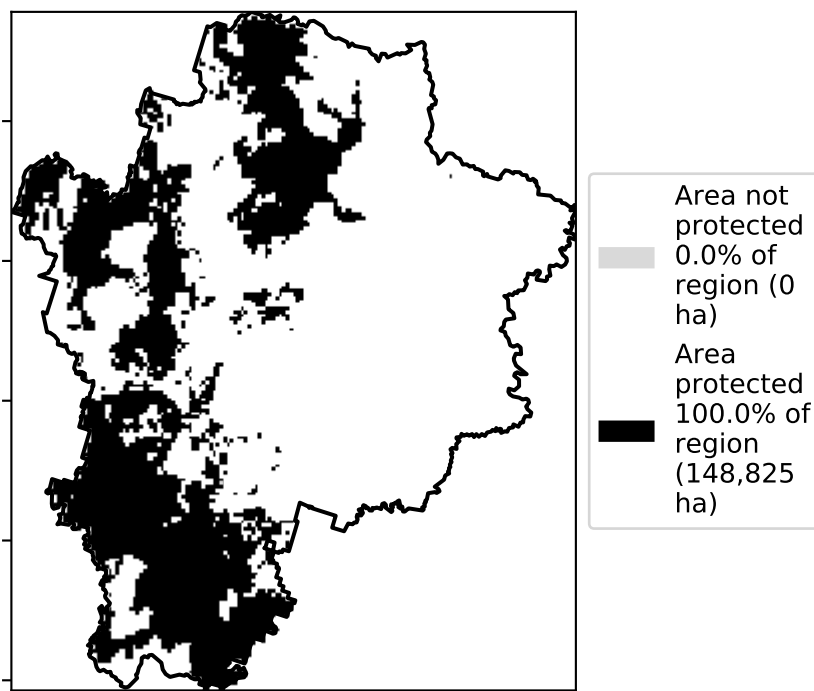 Area not
protected
0.0% of
region (0
ha)
Area
protected
100.0% of
region
(148,825
ha)